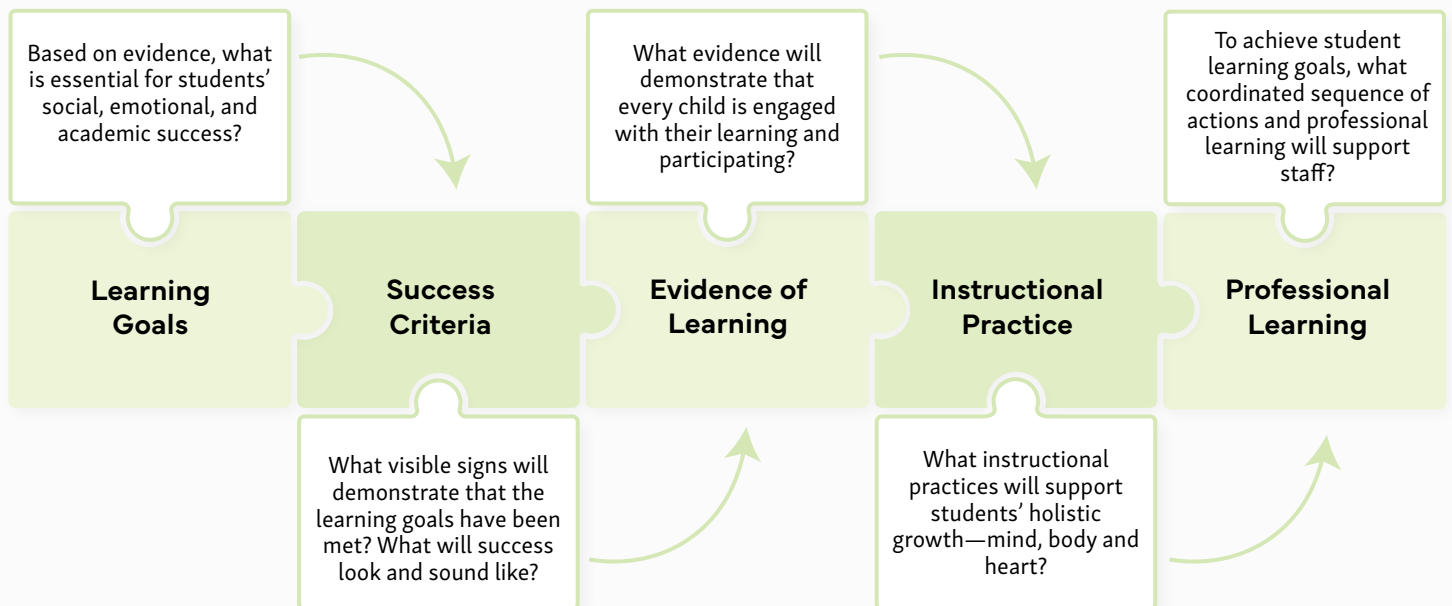 Based on evidence, what
is essential for students’
social, emotional, and
academic success?
Learning
Goals
Success
Criteria
What visible signs will
demonstrate that the
learning goals have been
met? What will success
look and sound like?
What evidence will
demonstrate that
every child is engaged
with their learning and
participating?
Evidence of
Learning
Instructional
Practice
What instructional
practices will support
students’ holistic
growth—mind, body and
heart?
To achieve student
learning goals, what
coordinated sequence of
actions and professional
learning will support
staff?
Professional
Learning